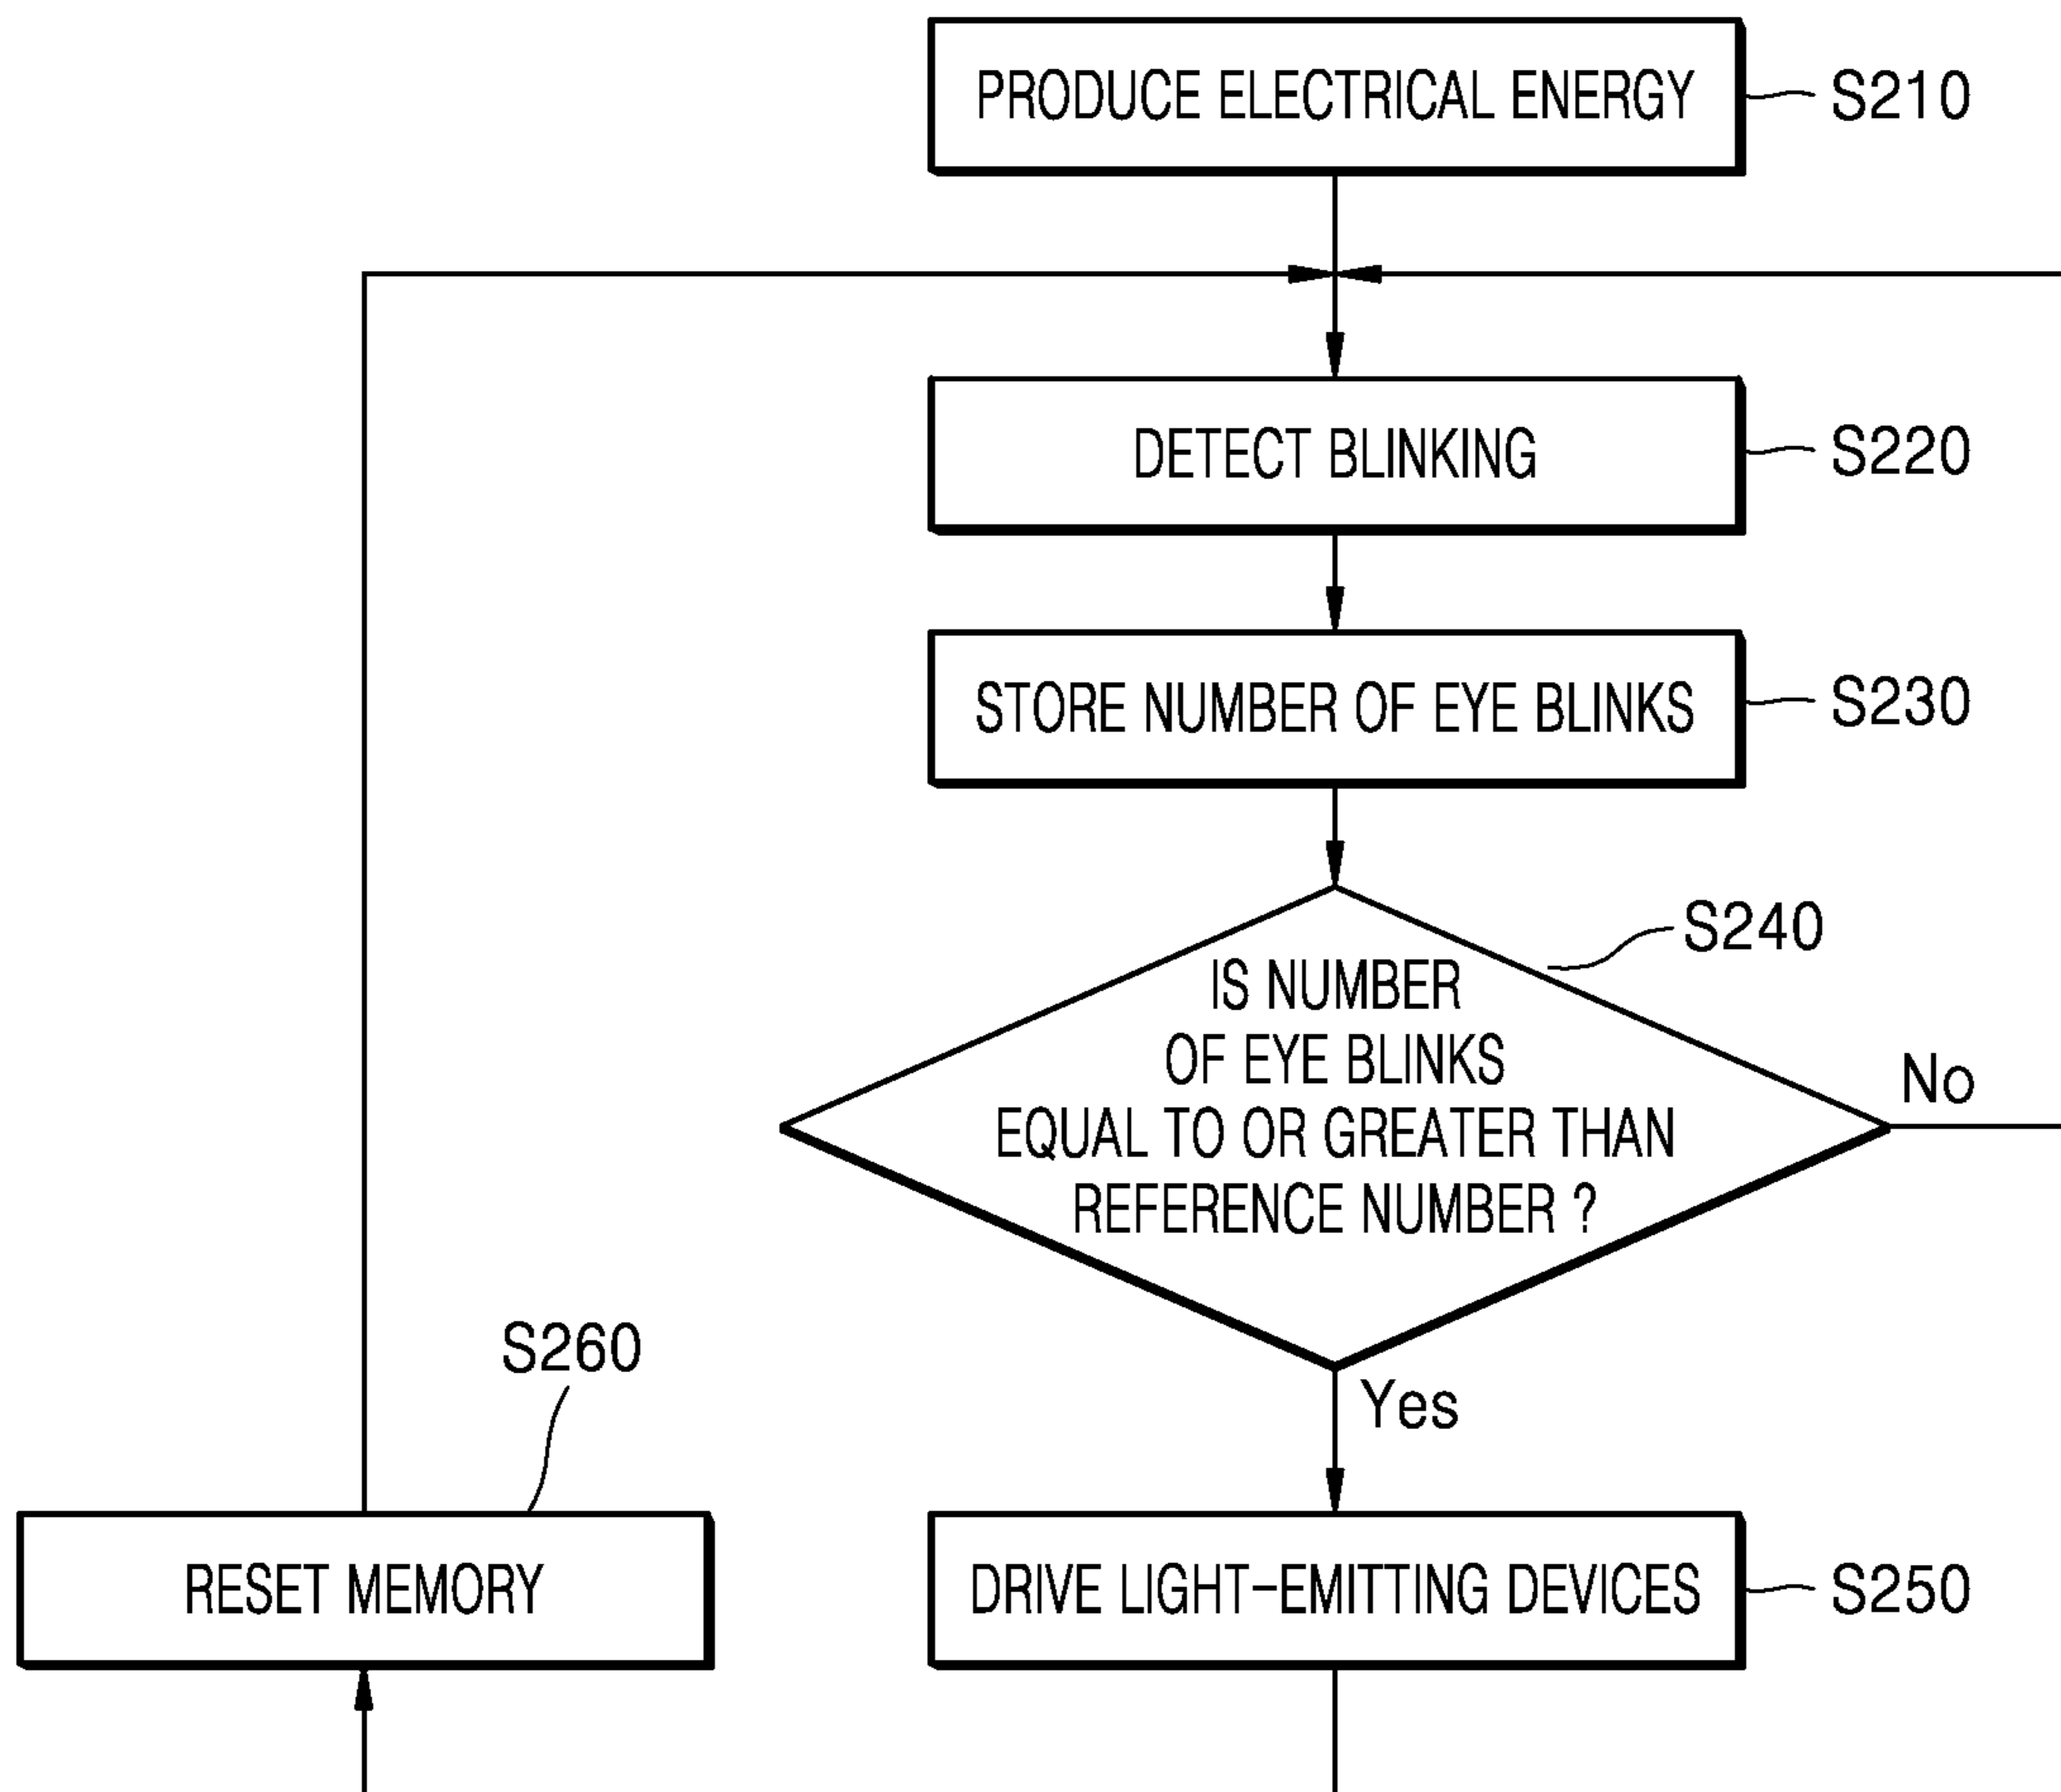 PRODUCE ELECTRICAL ENERGY
S210
DETECT BLINKING
S220
STORE NUMBER OF EYE BLINKS
S230
S240
IS NUMBER
OF EYE BLINKS
EQUAL TO OR GREATER THAN
REFERENCE NUMBER ?
No
Yes
S260
RESET MEMORY
DRIVE LIGHT-EMITTING DEVICES
S250